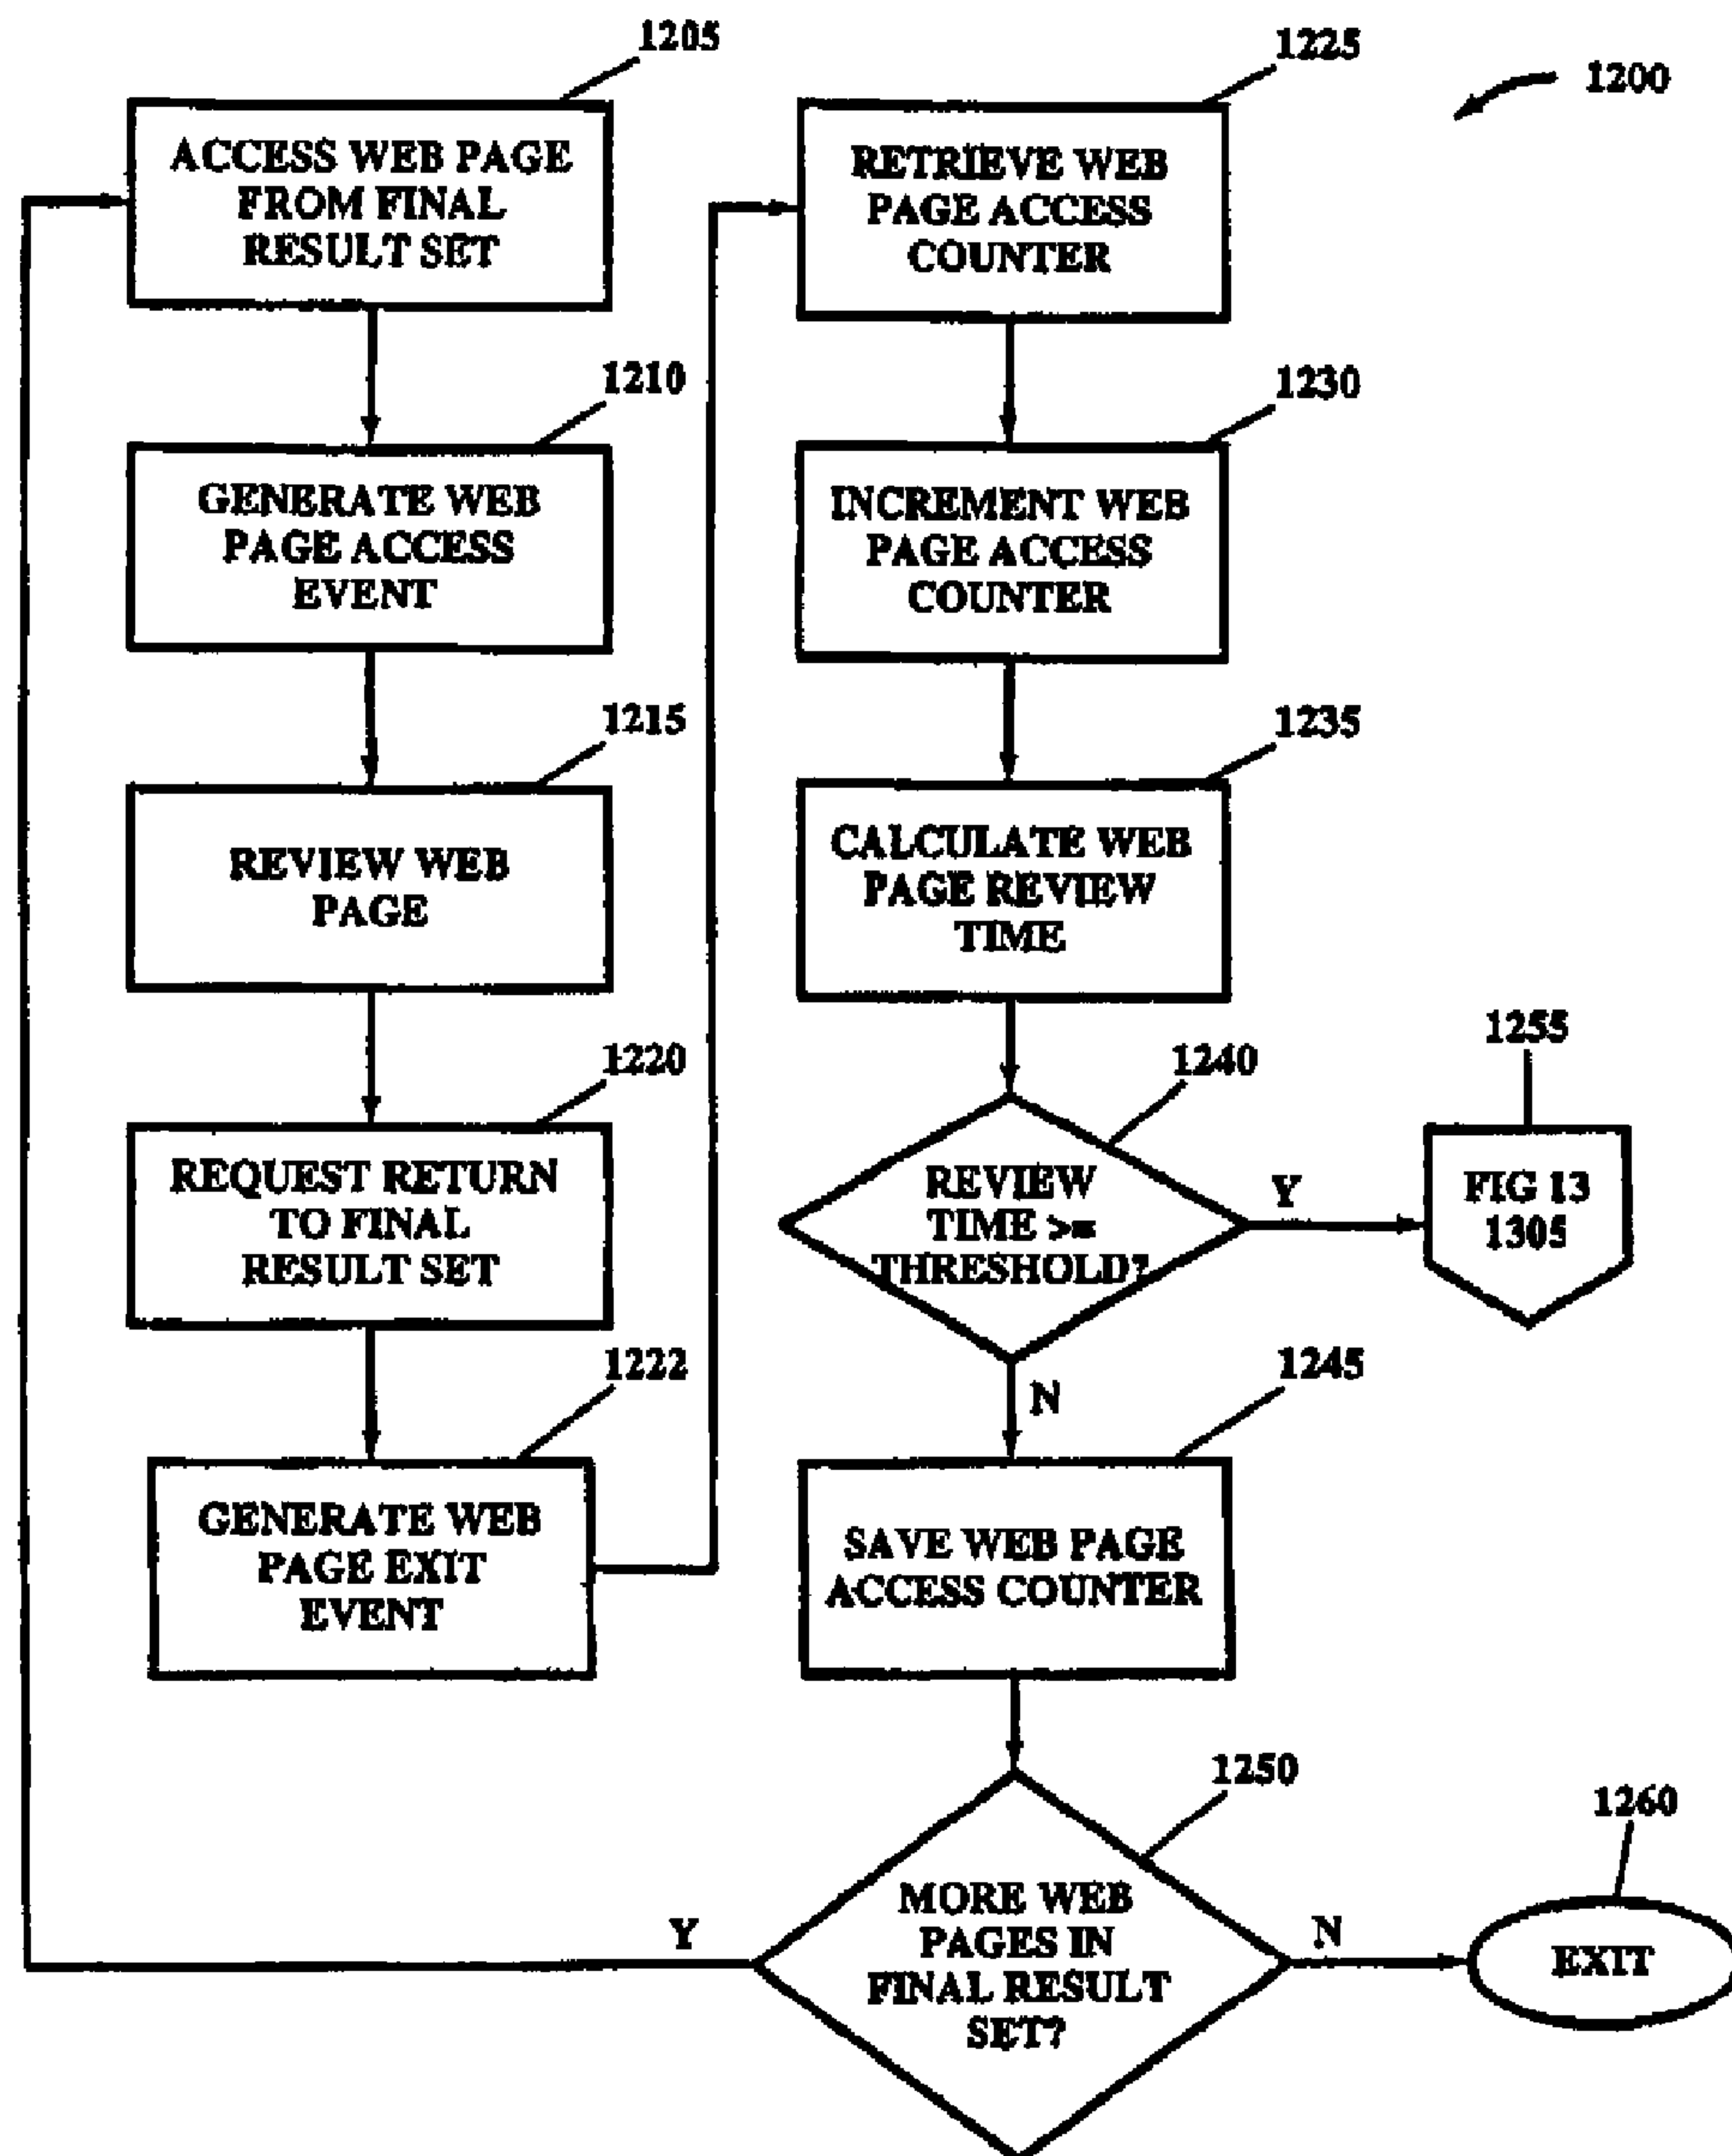 1200
1205
ACCESS WEB PAGE
FROM FINAL
RESULT SET
1210
GENERATE WEB
PAGE ACCESS
EVENT
1215
REVIEW WEB
PAGE
1220
REQUEST RETURN
TO FINAL
RESULT SET
1222
GENERATE WEB
PAGE EXIT
EVENT
1225
RETRIEVE WEB
PAGE ACCESS
COUNTER
1230
INCREMENT WEB
PAGE ACCESS
COUNTER
1235
CALCULATE WEB
PAGE REVIEW
TIME
1240
REVIEW
TIME >=
THRESHOLD?
Y
1255
FIG 13
1305
N
1245
SAVE WEB PAGE
ACCESS COUNTER
1250
MORE WEB
PAGES IN
FINAL RESULT
SET?
Y
N
1260
EXIT